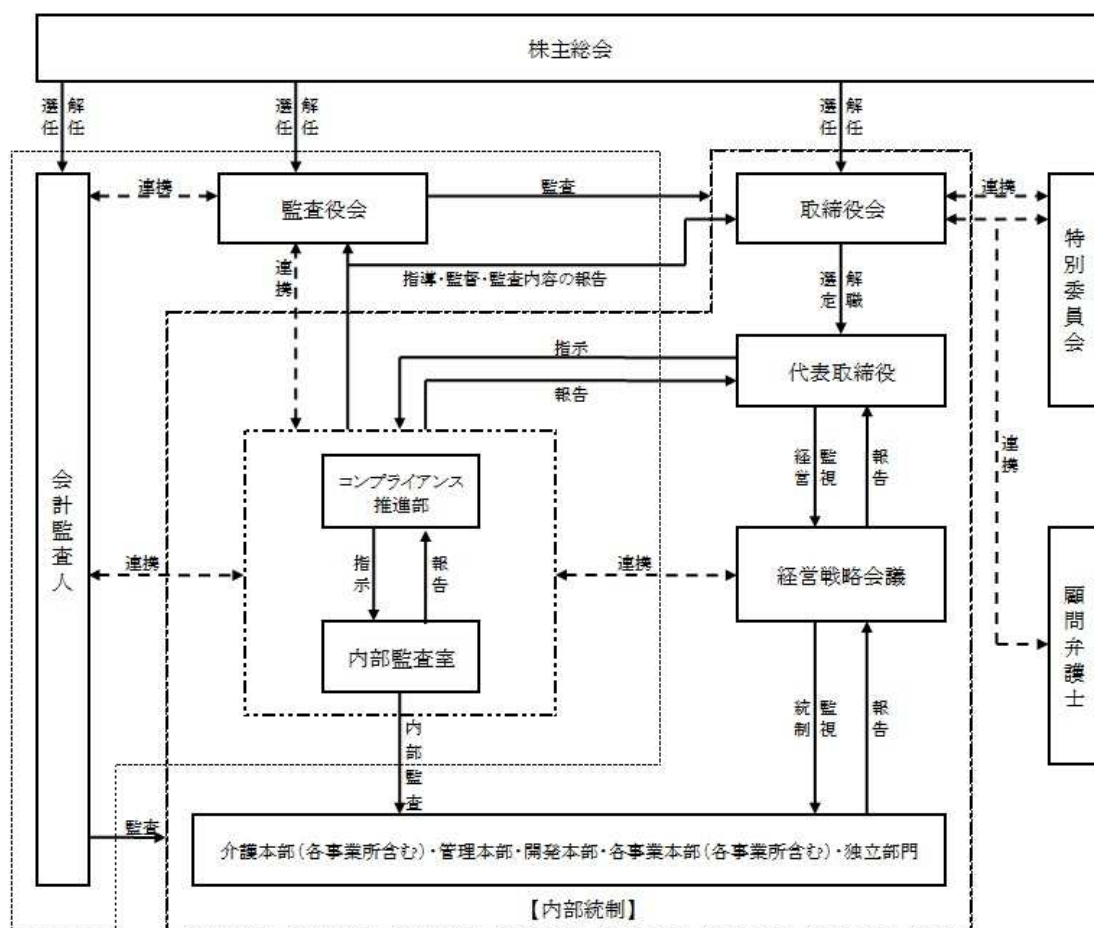 株主総会
選任
解任
選任
解任
選任
解任
連携
監査役会
監査
取締役会
連携
特別委員会
連携
指導・監督・監査内容の報告
選定
解職
指示
報告
代表取締役
コンプライアンス
推進部
経営
監視
報告
連携
会計監査人
連携
指示
報告
連携
経営戦略会議
顧問弁護士
内部監査室
内部監査
統制
監視
報告
監査
介護本部(各事業所含む)・管理本部・開発本部・各事業本部(各事業所含む)・独立部門
【内部統制】